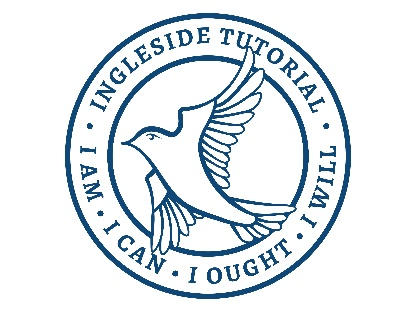 INGLESIDE TUTORIAL
I AM · I CAN · I OUGHT · I WILL